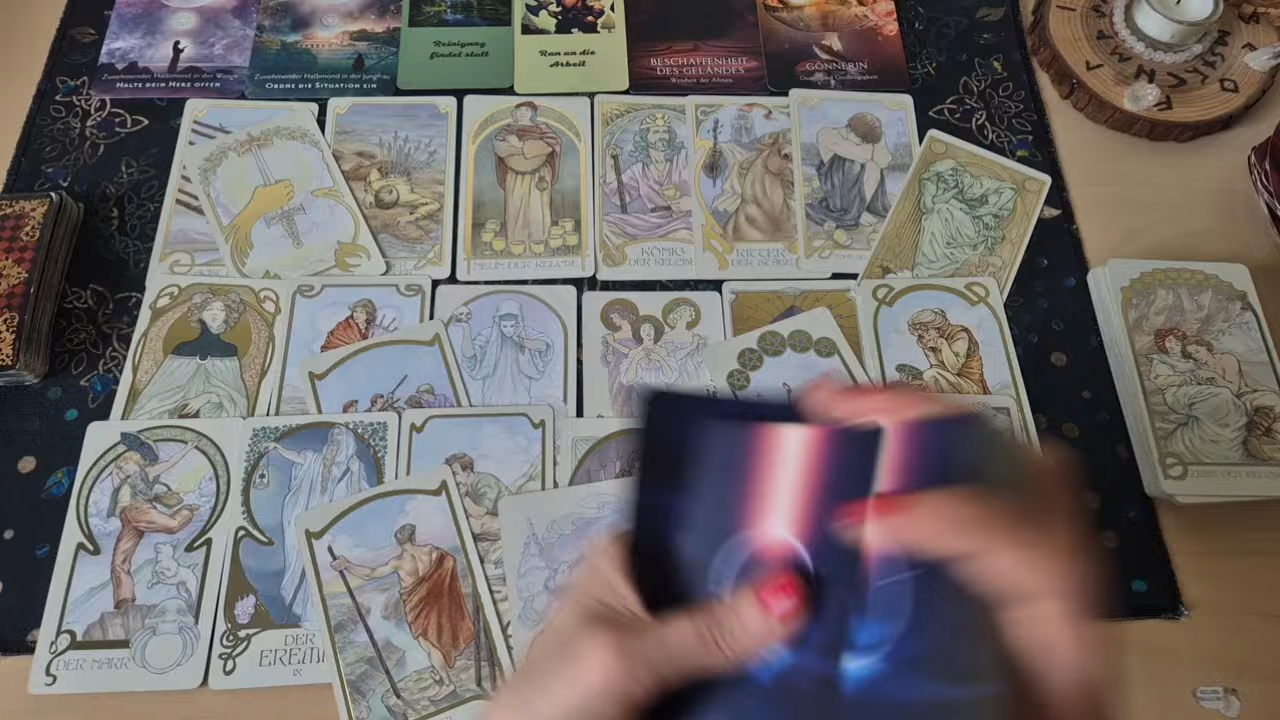 Zunehmender Halbmond in der Waage
HALTE DEIN HERZ OFFEN
Zunehmender Halbmond in der Jungfrau
ORDNE DIE SITUATION EIN
Reinigung
findet statt
Ran an die
Arbeit
BESCHAFFENHEIT
DES GELÄNDES
Weisheit der Ahnen
GÖNNERIN
NEUN DER KELCHE
KÖNIG
DER KELCHE
RITTER
DER STÄBE
DER NARR
DER
EREMI
IX